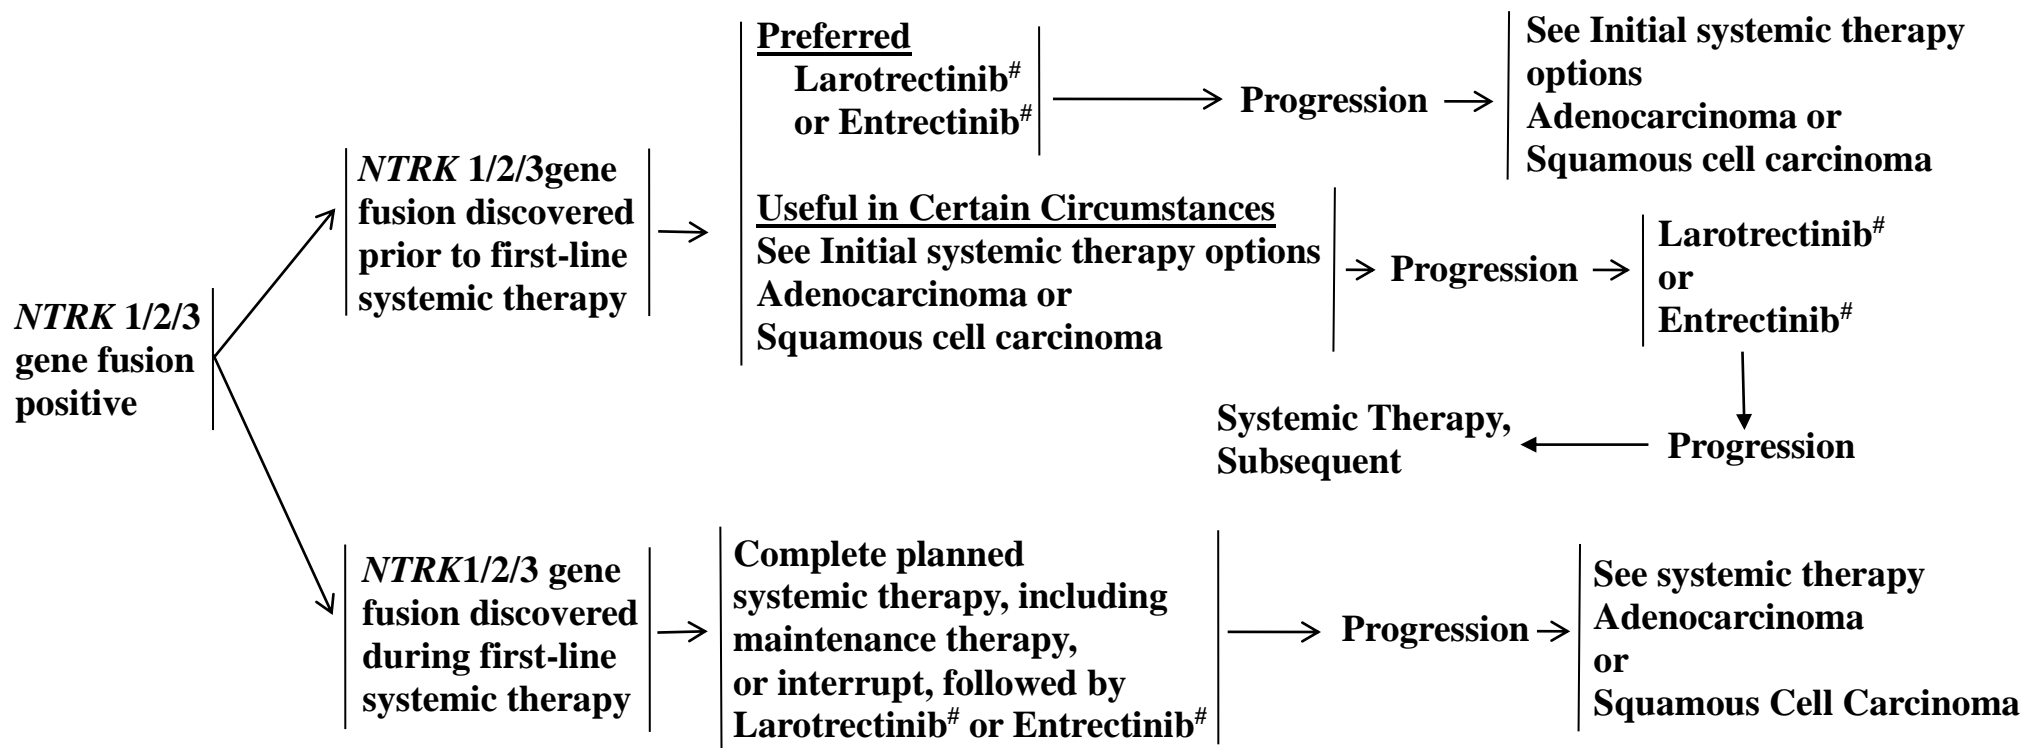 NTRK 1/2/3
gene fusion
positive
NTRK 1/2/3gene
fusion discovered
prior to first-line
systemic therapy
Preferred
Larotrectinib#
or Entrectinib#
Progression
See Initial systemic therapy
options
Adenocarcinoma or
Squamous cell carcinoma
Useful in Certain Circumstances
See Initial systemic therapy options
Adenocarcinoma or
Squamous cell carcinoma
Progression
Larotrectinib#
or
Entrectinib#
Progression
Systemic Therapy,
Subsequent
NTRK1/2/3 gene
fusion discovered
during first-line
systemic therapy
Complete planned
systemic therapy, including
maintenance therapy,
or interrupt, followed by
Larotrectinib# or Entrectinib#
Progression
See systemic therapy
Adenocarcinoma
or
Squamous Cell Carcinoma